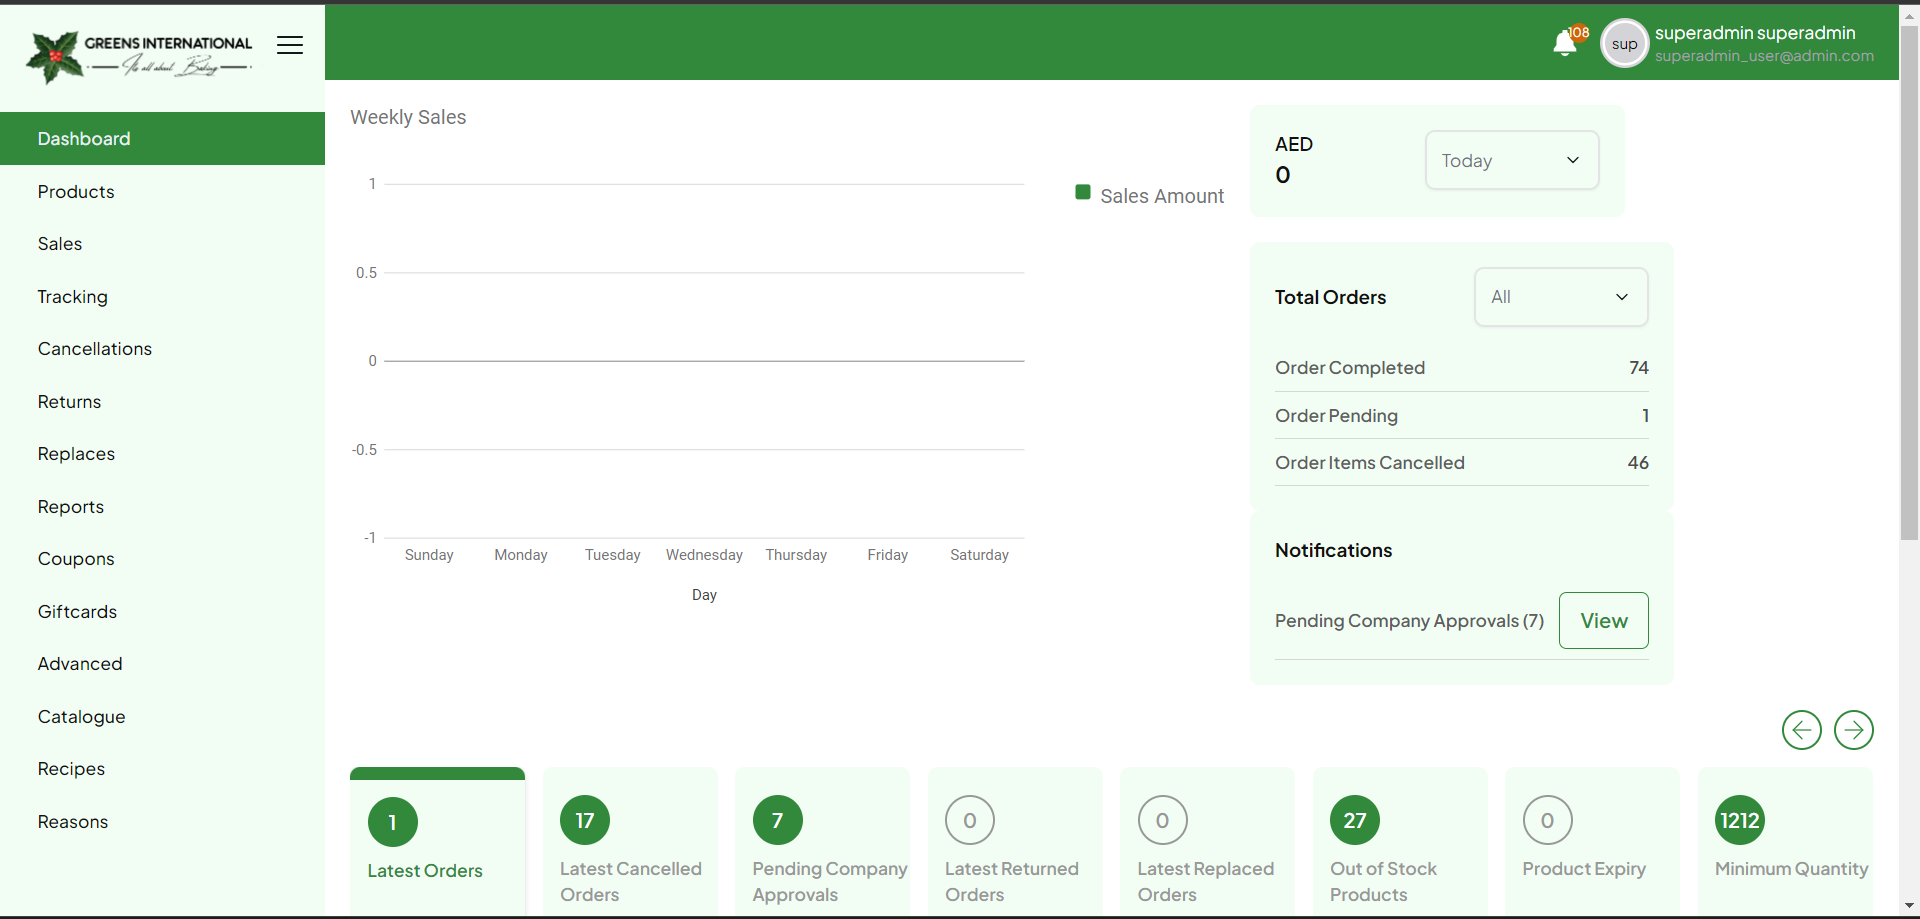 GREENS INTERNATIONAL
It's all about Baking
108
sup
superadmin superadmin
superadmin_user@admin.com
Dashboard
Products
Sales
Tracking
Cancellations
Returns
Replaces
Reports
Coupons
Giftcards
Advanced
Catalogue
Recipes
Reasons
Weekly Sales
1
0.5
0
-0.5
-1
Sunday Monday Tuesday Wednesday Thursday Friday Saturday
Day
Sales Amount
AED
0
Today
Total Orders
All
Order Completed 74
Order Pending 1
Order Items Cancelled 46
Notifications
Pending Company Approvals (7) View
1
Latest Orders
17
Latest Cancelled
Orders
7
Pending Company
Approvals
0
Latest Returned
Orders
0
Latest Replaced
Orders
27
Out of Stock
Products
0
Product Expiry
1212
Minimum Quantity